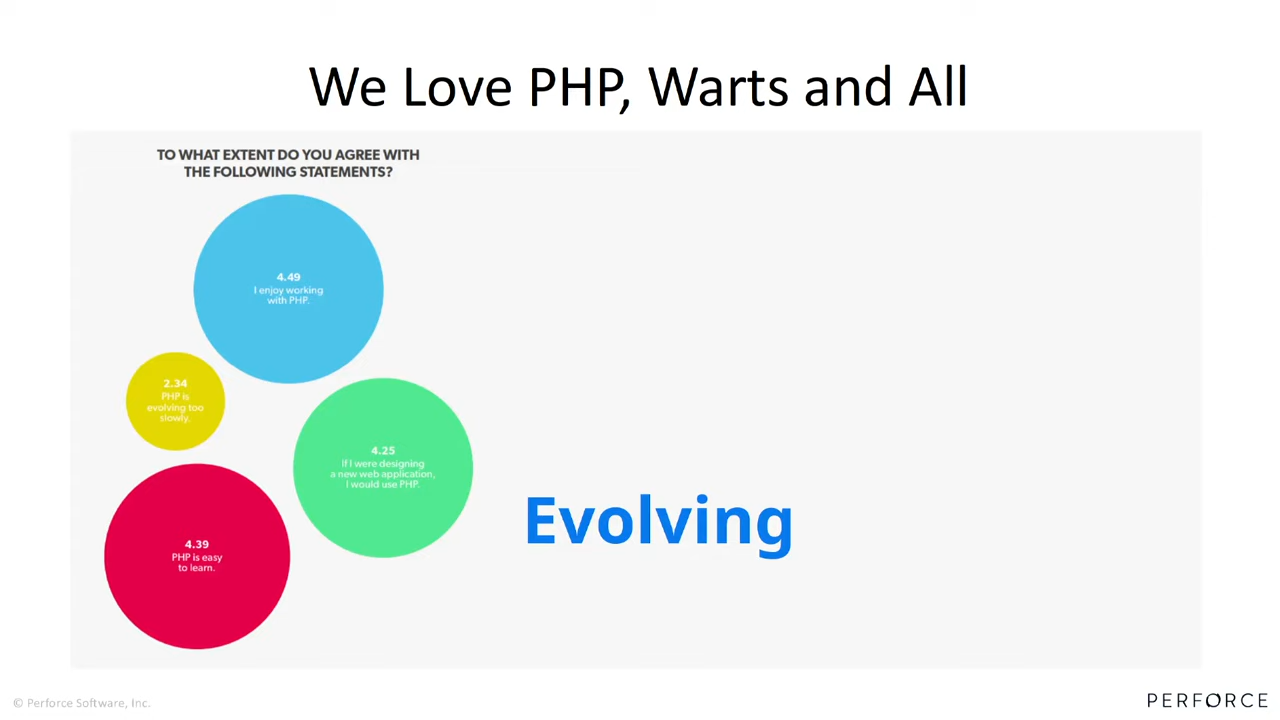 We Love PHP, Warts and All
TO WHAT EXTENT DO YOU AGREE WITH
THE FOLLOWING STATEMENTS?
4.49
I enjoy working
with PHP.
2.34
PHP is
evolving too
slowly.
4.25
If I were designing
a new web application,
I would use PHP.
Evolving
4.39
PHP is easy
to learn.
© Perforce Software, Inc.
PERFORCE